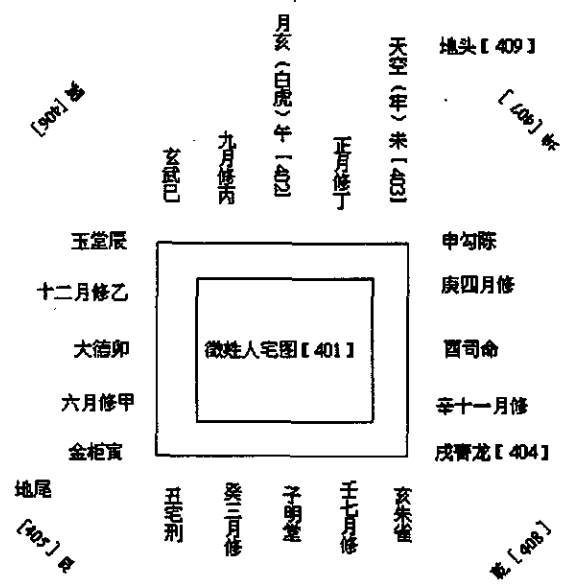 月亥（白虎）午［402］
天空（牢）未［403］
地头［409］
巽［406］
坤［407］
玄武巳
九月修丙
正月修丁
玉堂辰
申勾陈
十二月修乙
庚四月修
大德卯
徵姓人宅图［401］
酉司命
六月修甲
辛十一月修
金柜寅
戌青龙［404］
地尾
丑宅刑
癸三月修
子明堂
壬七月修
亥朱雀
［405］艮
乾［408］